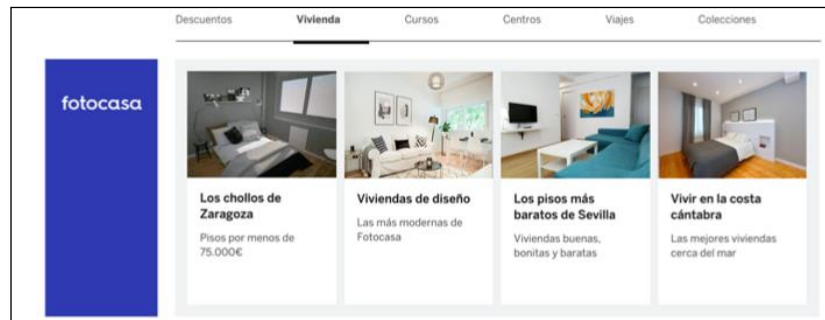 Descuentos Vivienda Cursos Centros Viajes Colecciones
fotocasa
Los chollos de
Zaragoza
Pisos por menos de
75.000€
Viviendas de diseño
Las más modernas de
Fotocasa
Los pisos más
baratos de Sevilla
Viviendas buenas,
bonitas y baratas
Vivir en la costa
cántabra
Las mejores viviendas
cerca del mar